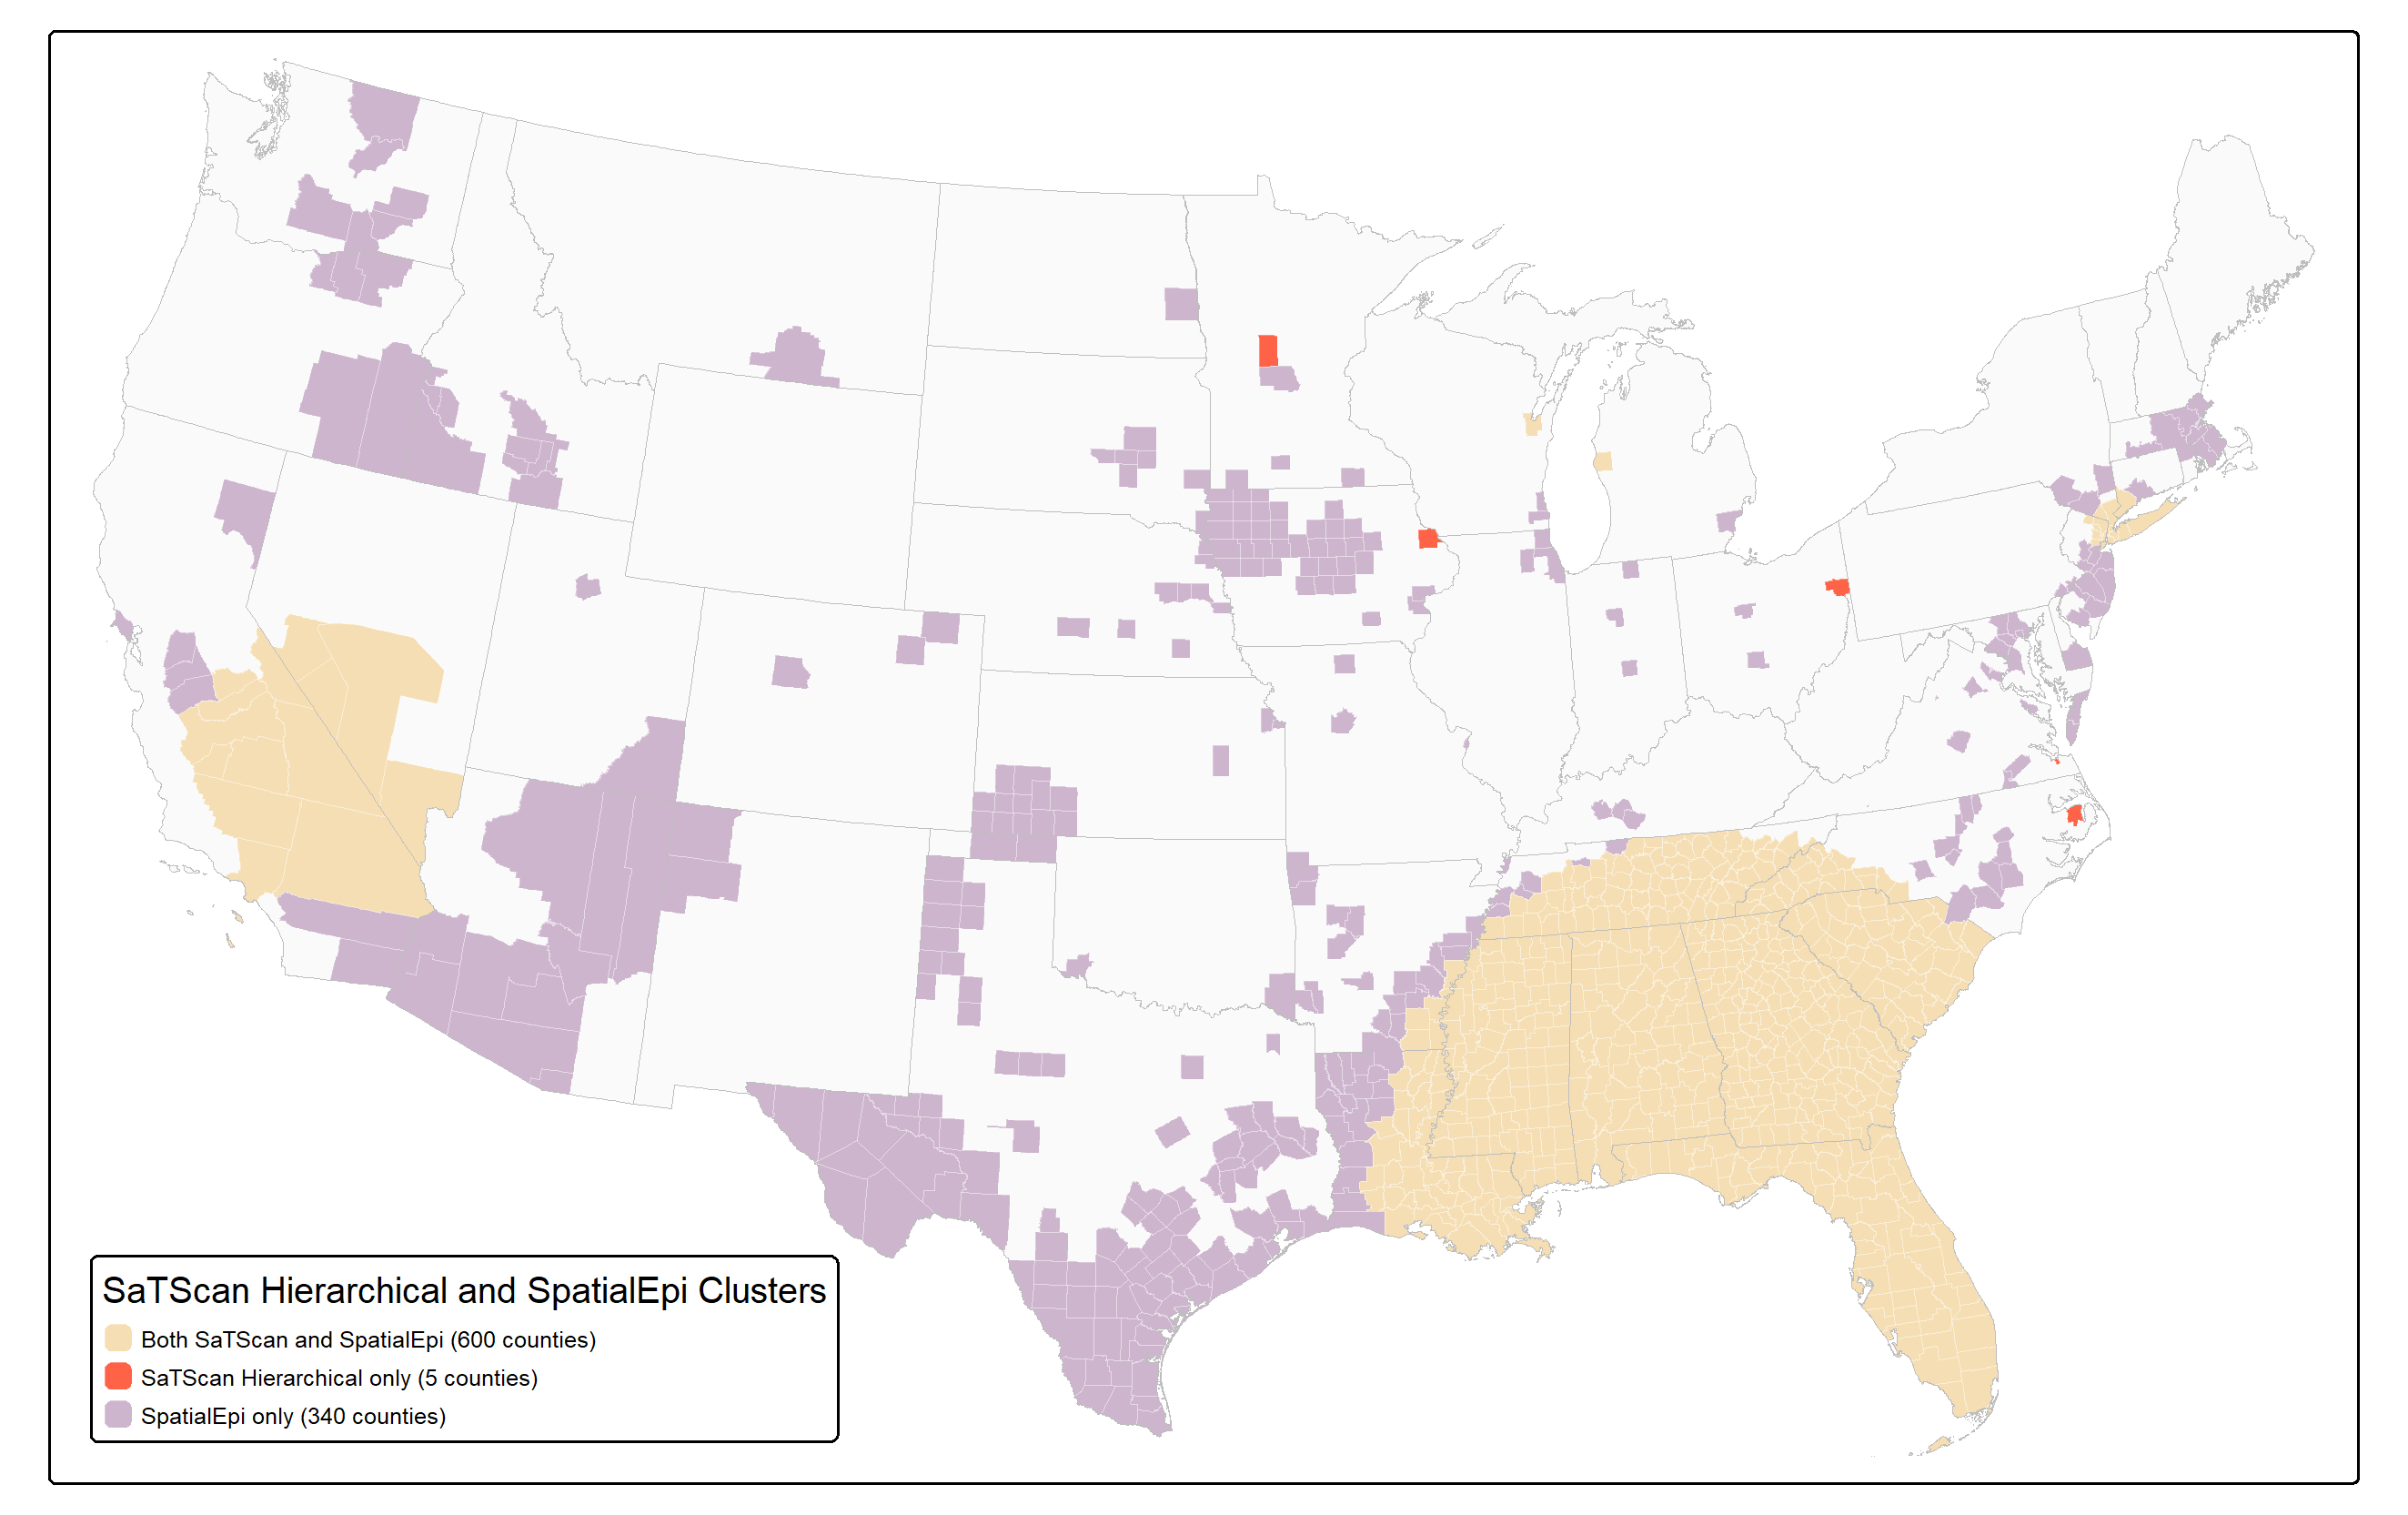 SaTScan Hierarchical and SpatialEpi Clusters
Both SaTScan and SpatialEpi (600 counties)
SaTScan Hierarchical only (5 counties)
SpatialEpi only (340 counties)